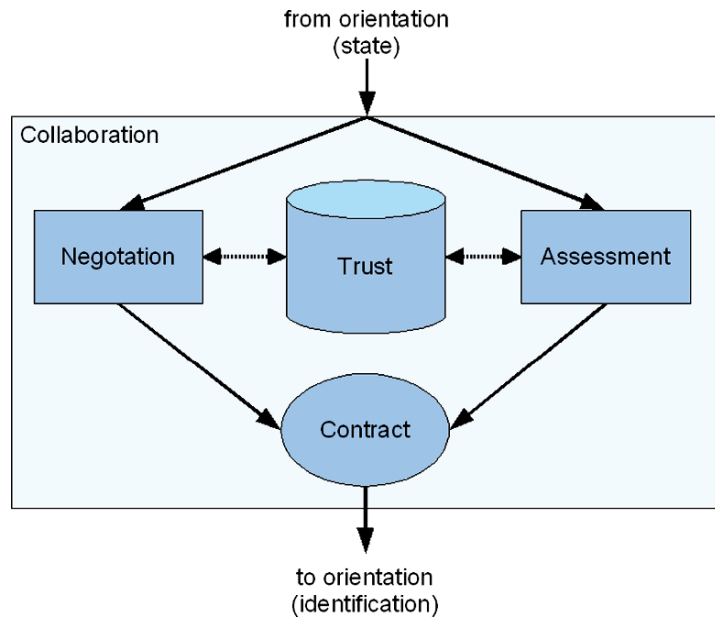 from orientation
(state)
Collaboration
Negotation
Trust
Assessment
Contract
to orientation
(identification)